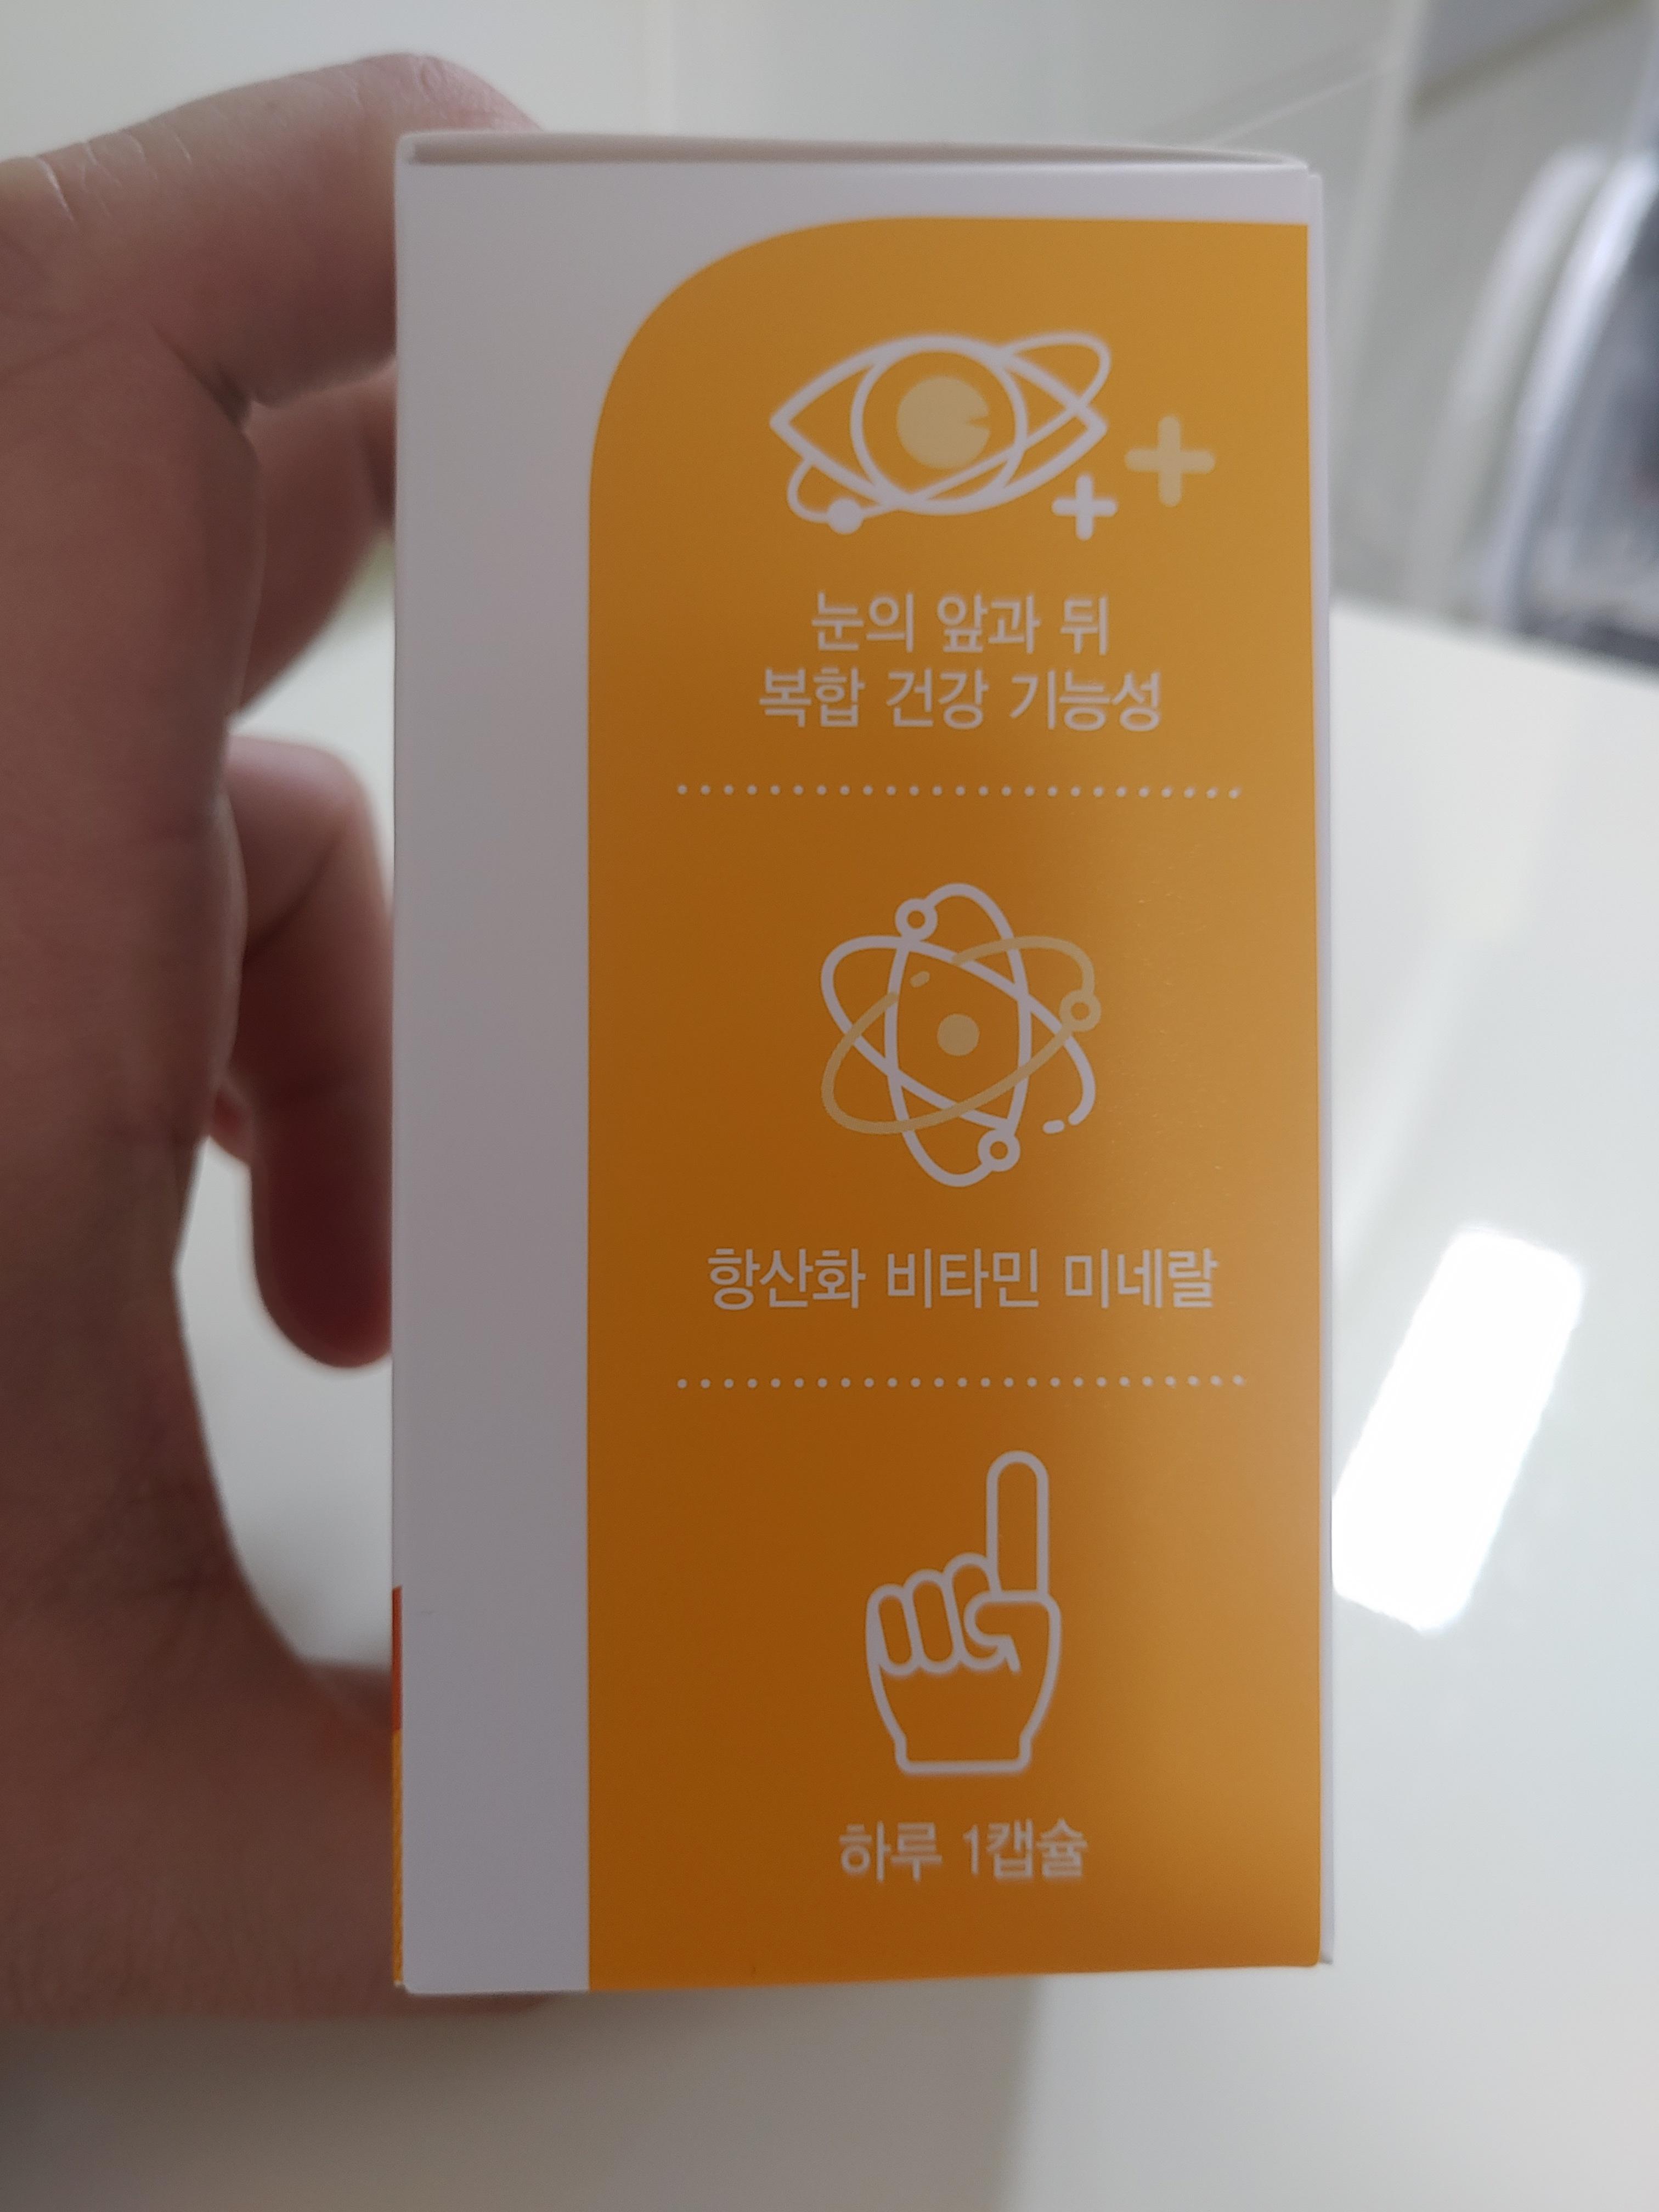 눈의 앞과 뒤
복합 건강 기능성
항산화 비타민 미네랄
하루 1캡슐